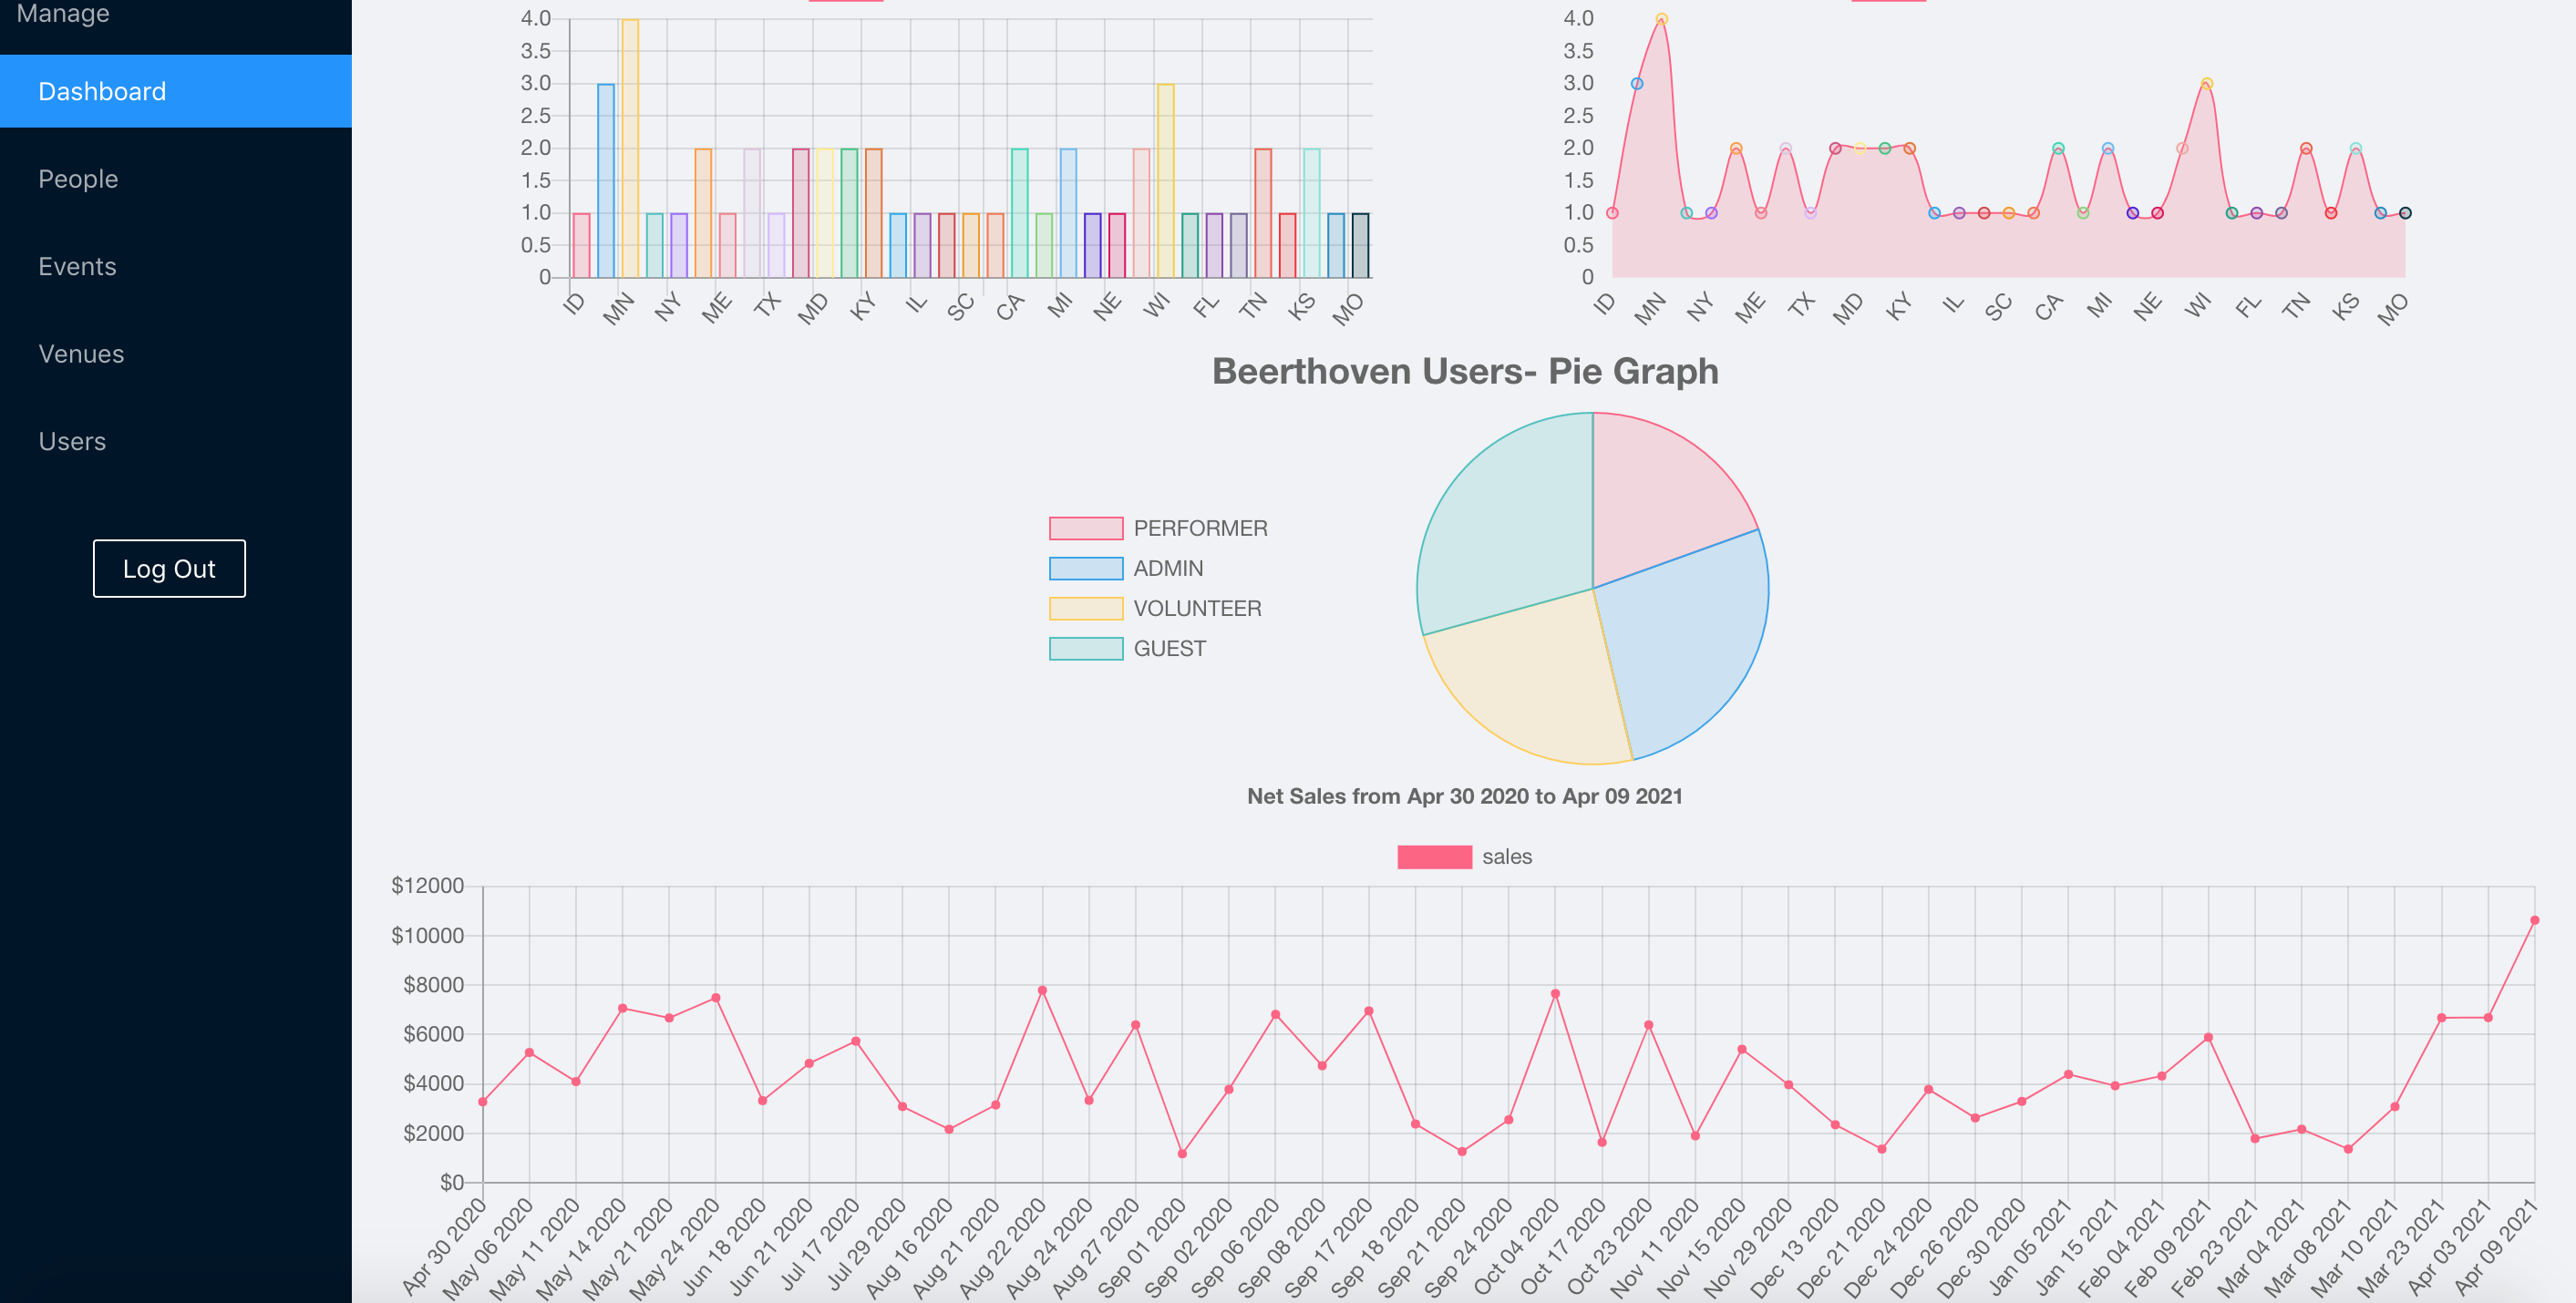 Manage
Dashboard
People
Events
Venues
Users
Log Out
4.0
3.5
3.0
2.5
2.0
1.5
1.0
0.5
0
ID MN NY ME TX MD KY IL SC CA MI NE WI FL TN KS MO
4.0
3.5
3.0
2.5
2.0
1.5
1.0
0.5
0
ID MN NY ME TX MD KY IL SC CA MI NE WI FL TN KS MO
Beerthoven Users- Pie Graph
PERFORMER
ADMIN
VOLUNTEER
GUEST
Net Sales from Apr 30 2020 to Apr 09 2021
sales
$12000
$10000
$8000
$6000
$4000
$2000
$0
Apr 30 2020
May 06 2020
May 11 2020
May 14 2020
May 21 2020
May 24 2020
Jun 18 2020
Jun 21 2020
Jul 17 2020
Jul 29 2020
Aug 16 2020
Aug 21 2020
Aug 22 2020
Aug 24 2020
Aug 27 2020
Sep 01 2020
Sep 02 2020
Sep 06 2020
Sep 08 2020
Sep 17 2020
Sep 18 2020
Sep 21 2020
Sep 24 2020
Oct 04 2020
Oct 17 2020
Oct 23 2020
Nov 11 2020
Nov 15 2020
Nov 29 2020
Dec 13 2020
Dec 21 2020
Dec 24 2020
Dec 26 2020
Dec 30 2020
Jan 05 2021
Jan 15 2021
Feb 04 2021
Feb 09 2021
Feb 23 2021
Mar 04 2021
Mar 08 2021
Mar 10 2021
Mar 23 2021
Apr 03 2021
Apr 09 2021